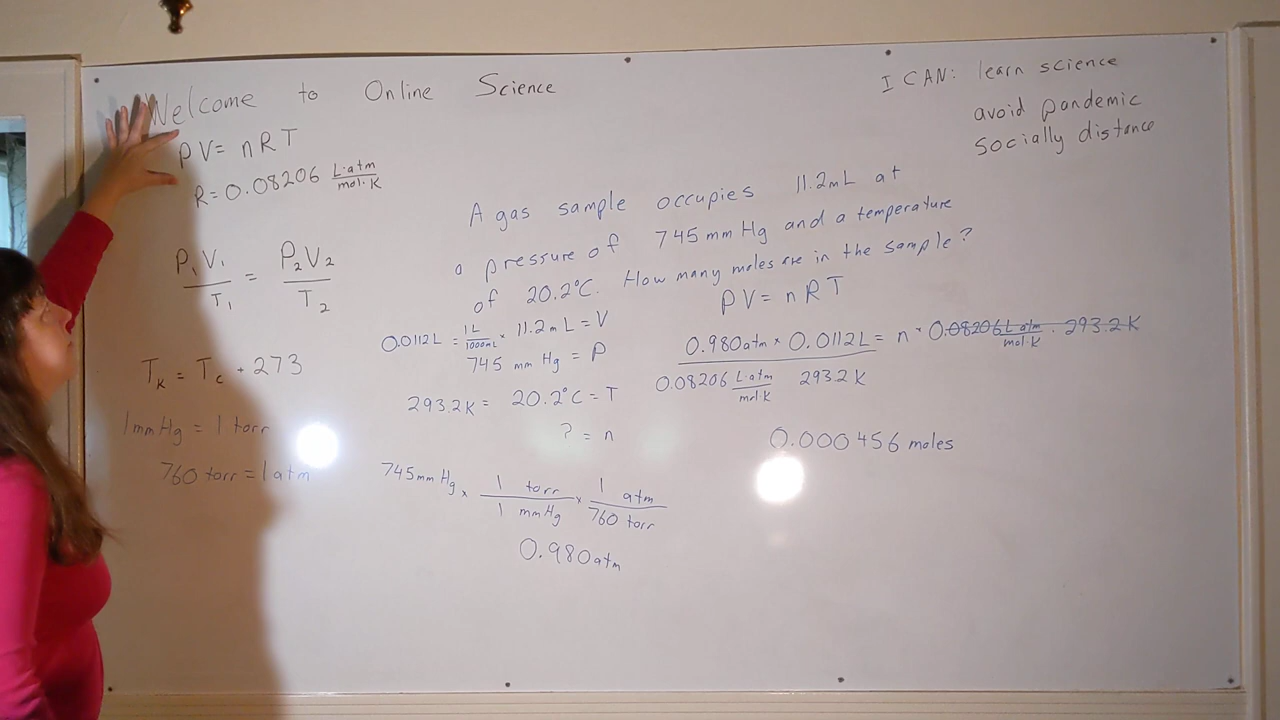 Welcome to Online Science
PV = nRT
R = 0.08206 L·atm/mol·K
P₁V₁/T₁ = P₂V₂/T₂
T_K = T_C + 273
1 mmHg = 1 torr
760 torr = 1 atm
I CAN: learn science
avoid pandemic
socially distance
A gas sample occupies 11.2mL at
a pressure of 745 mm Hg and a temperature
of 20.2°C. How many moles are in the sample?
0.0112L = 1L/1000mL × 11.2mL = V
745 mm Hg = P
293.2K = 20.2°C = T
? = n
745mmHg × 1 torr/1 mmHg × 1 atm/760 torr
0.980atm
PV = nRT
0.980atm × 0.0112L = n · 0.08206 L atm/mol·K · 293.2K
0.08206 L·atm/mol·K 293.2K
0.000456 moles